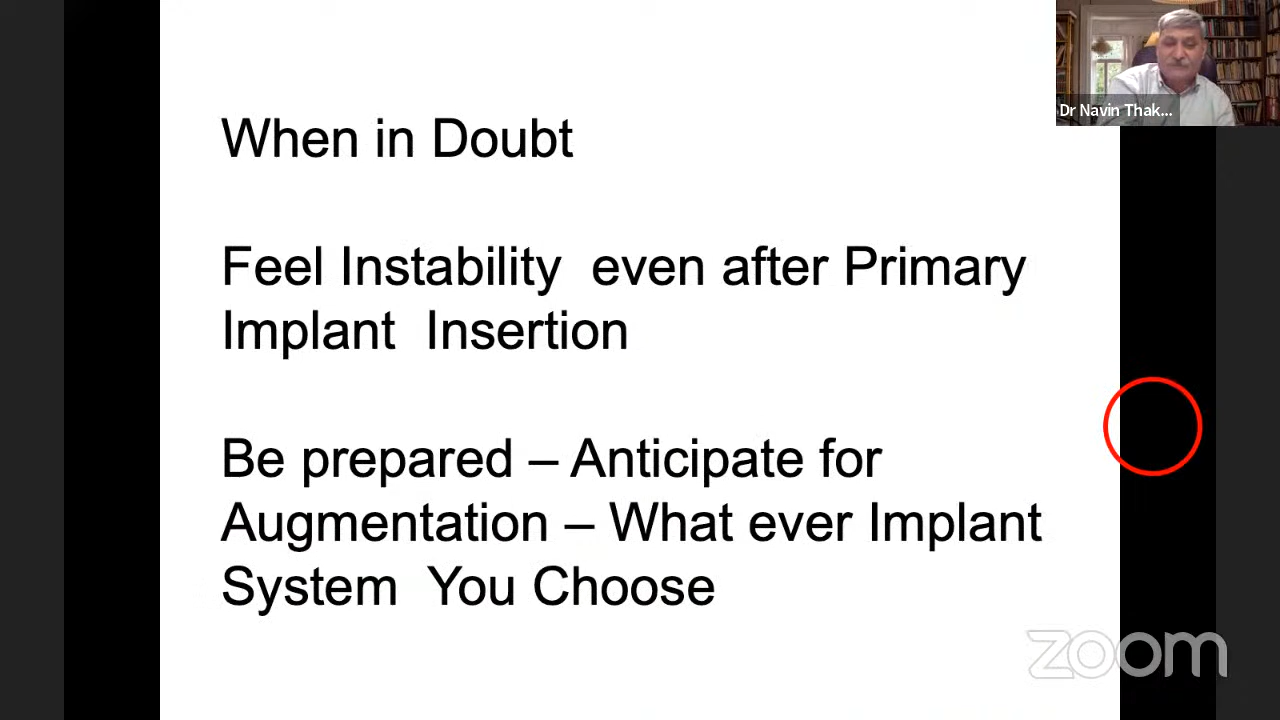 Dr Navin Thak...
When in Doubt
Feel Instability even after Primary
Implant Insertion
Be prepared – Anticipate for
Augmentation – What ever Implant
System You Choose
zoom